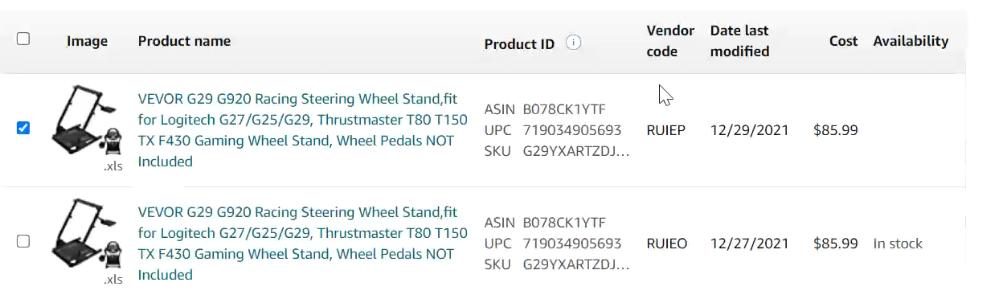 Image Product name Product ID Vendor code Date last modified Cost Availability
VEVOR G29 G920 Racing Steering Wheel Stand,fit
for Logitech G27/G25/G29, Thrustmaster T80 T150
TX F430 Gaming Wheel Stand, Wheel Pedals NOT
Included
.xls
ASIN B078CK1YTF
UPC 719034905693
SKU G29YXARTZDJ...
RUIEP 12/29/2021 $85.99
VEVOR G29 G920 Racing Steering Wheel Stand,fit
for Logitech G27/G25/G29, Thrustmaster T80 T150
TX F430 Gaming Wheel Stand, Wheel Pedals NOT
Included
.xls
ASIN B078CK1YTF
UPC 719034905693
SKU G29YXARTZDJ...
RUIEO 12/27/2021 $85.99 In stock